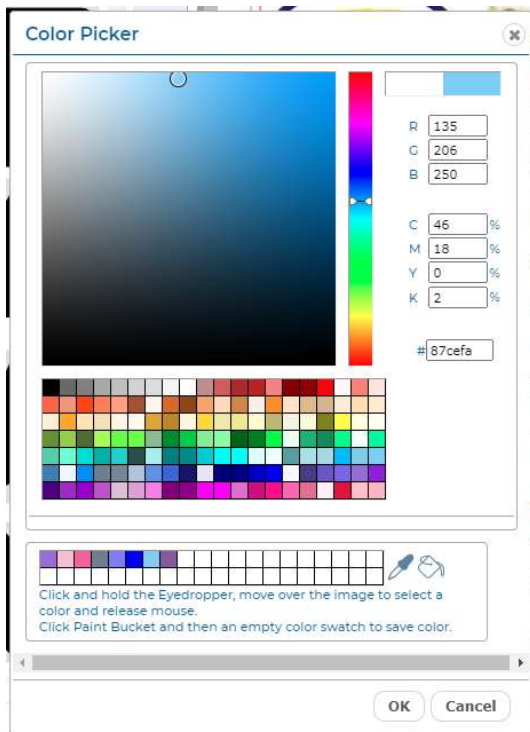 Color Picker
R 135
G 206
B 250
C 46 %
M 18 %
Y 0 %
K 2 %
# 87cefa
Click and hold the Eyedropper, move over the image to select a
color and release mouse.
Click Paint Bucket and then an empty color swatch to save color.
OK Cancel